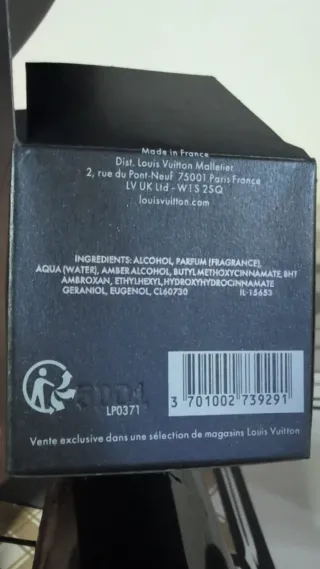 Made in France
Dist. Louis Vuitton Malletier
2, rue du Pont-Neuf 75001 Paris France
LV UK Ltd - W1S 2SQ
louisvuitton.com
INGREDIENTS: ALCOHOL, PARFUM (FRAGRANCE),
AQUA (WATER), AMBER ALCOHOL, BUTYL METHOXYCINNAMATE, BHT
AMBROXAN, ETHYLHEXYL, HYDROXYHYDROCINNAMATE
GERANIOL, EUGENOL, CL60730 IL-15653
LP0371
3 701002 739291
Vente exclusive dans une sélection de magasins Louis Vuitton